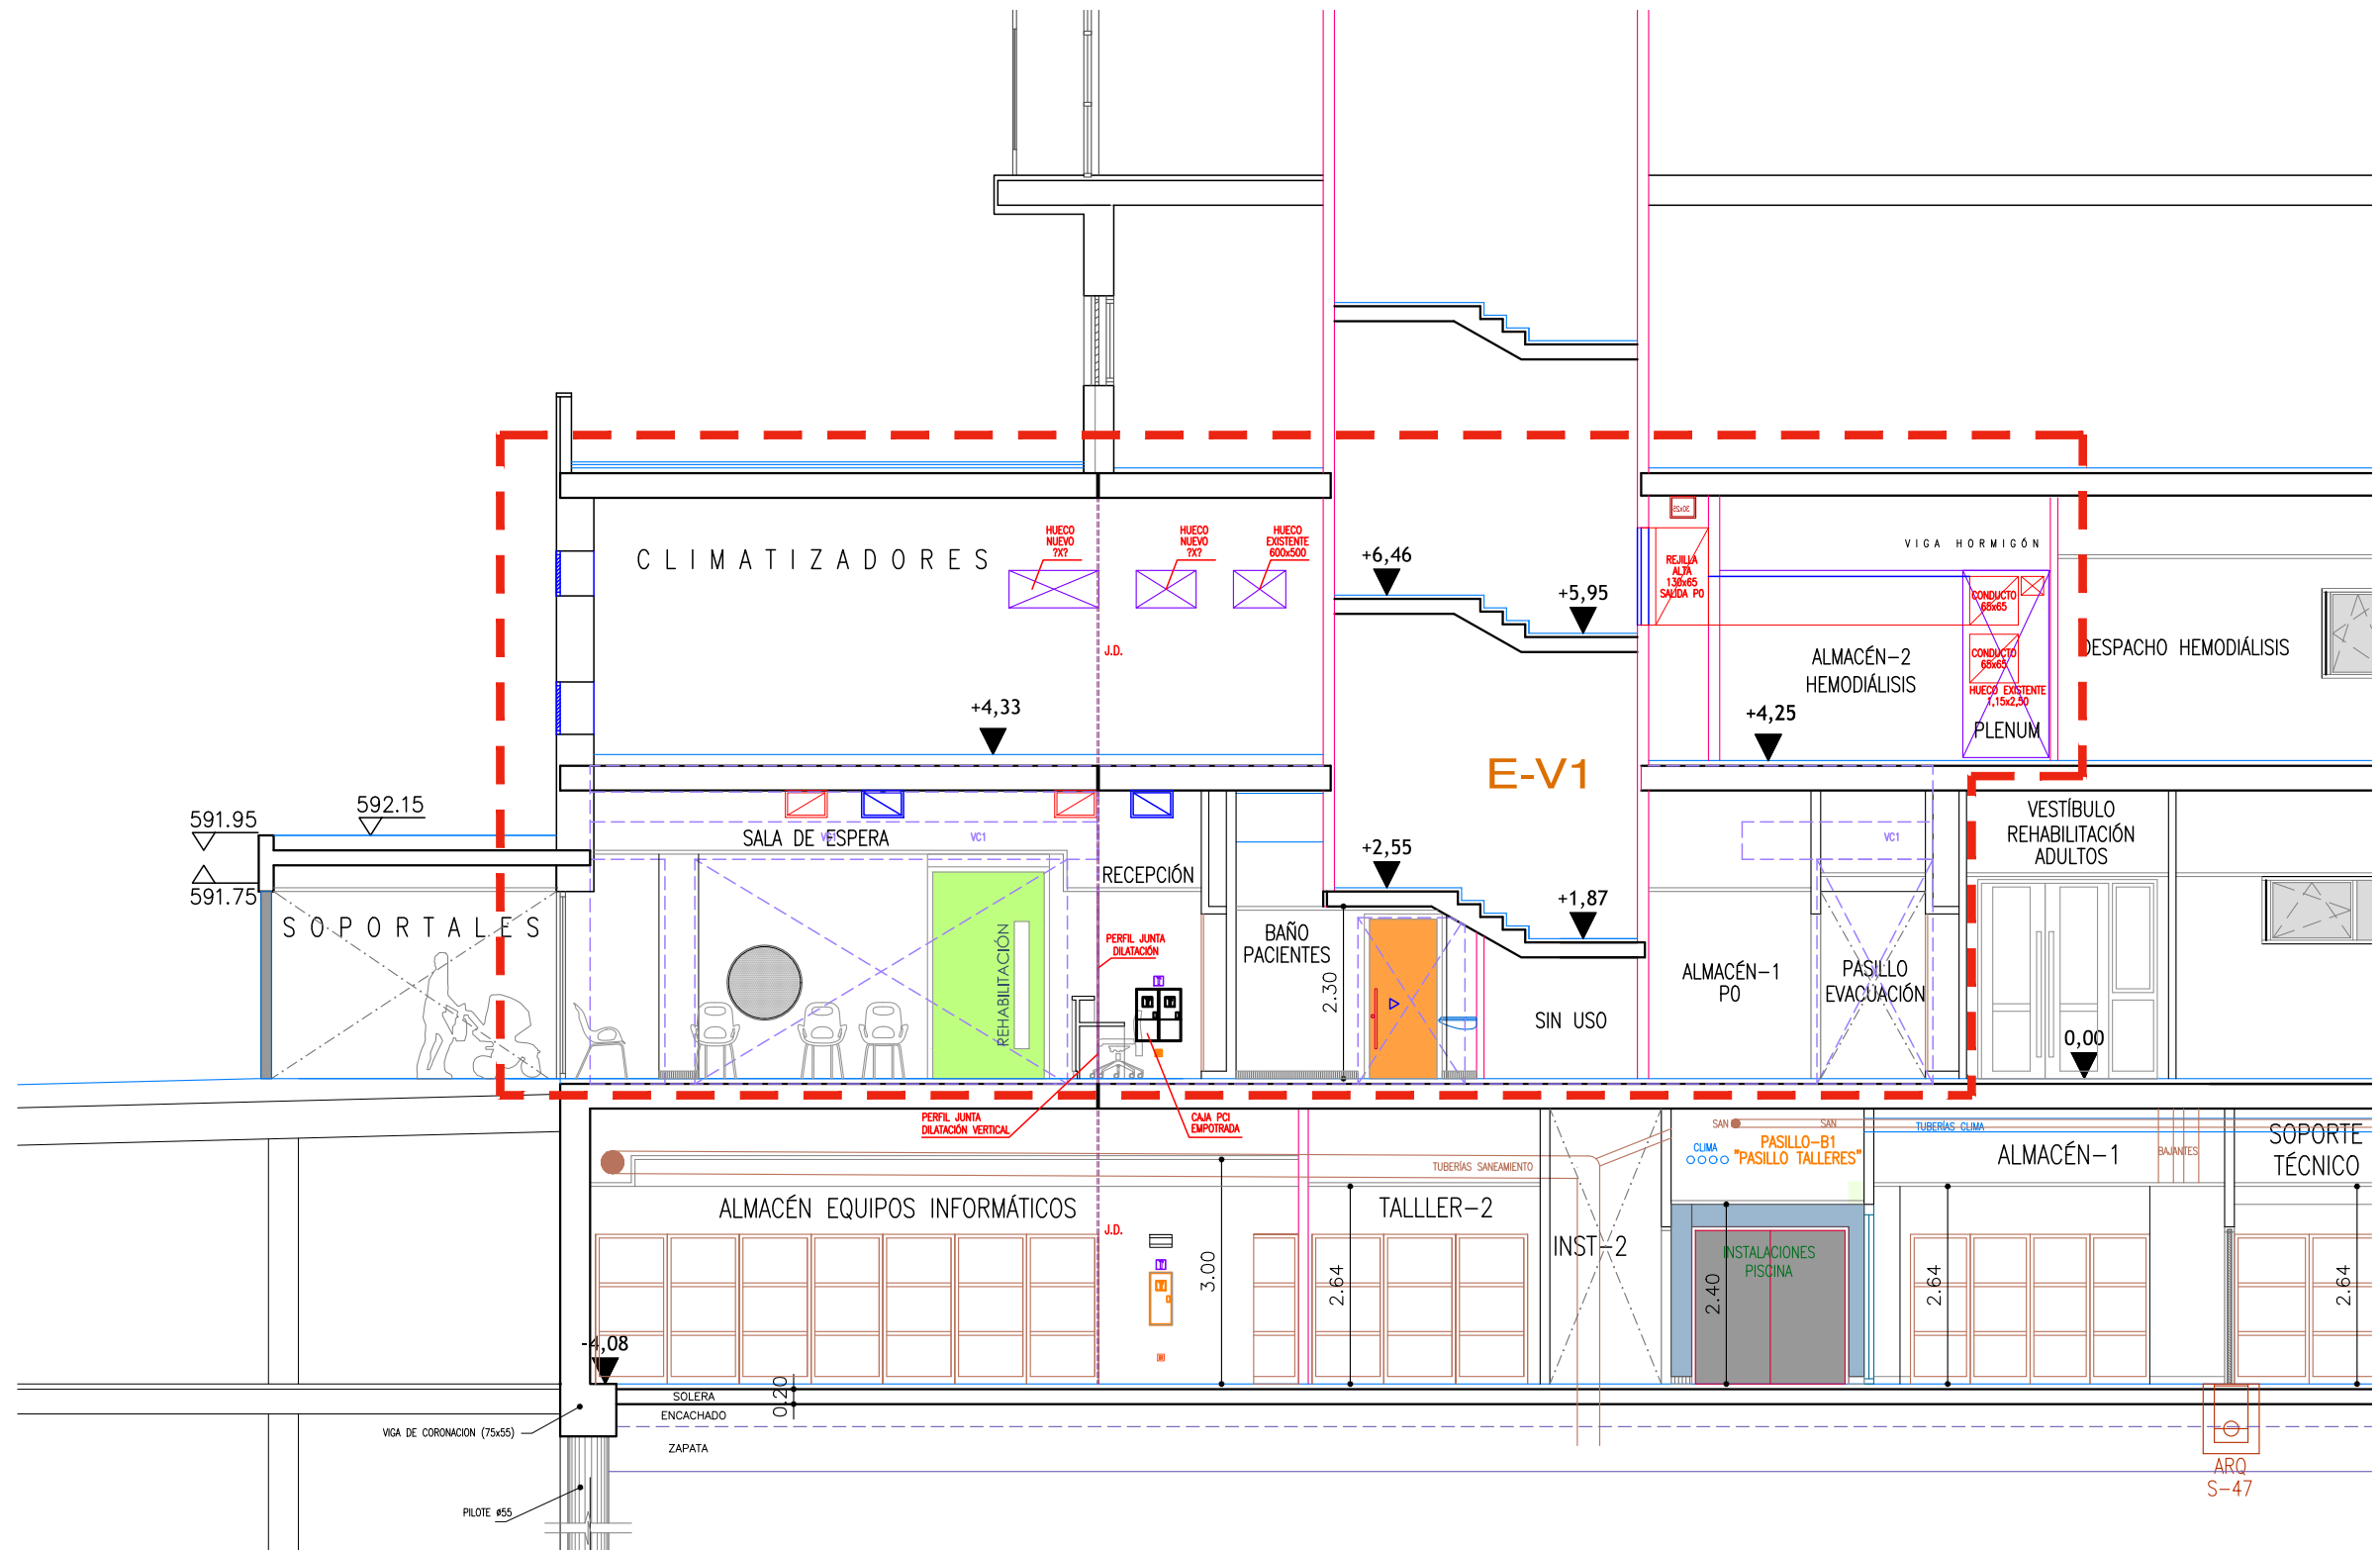 30x25
HUECO
NUEVO
?X?
HUECO
NUEVO
?X?
HUECO
EXISTENTE
600x500
CLIMATIZADORES
+6,46
+5,95
REJILLA
ALTA
130x65
SALIDA P0
VIGA HORMIGÓN
CONDUCTO
65x65
J.D.
ALMACÉN-2
HEMODIÁLISIS
CONDUCTO
65x65
DESPACHO HEMODIÁLISIS
HUECO EXISTENTE
1,15x2,50
PLENUM
+4,33
+4,25
E-V1
591.95
592.15
591.75
SALA DE ESPERA
VC1
VC1
VC1
RECEPCIÓN
+2,55
+1,87
VESTÍBULO
REHABILITACIÓN
ADULTOS
SOPORTALES
REHABILITACIÓN
PERFIL JUNTA
DILATACIÓN
BAÑO
PACIENTES
2.30
SIN USO
ALMACÉN-1
P0
PASILLO
EVACUACIÓN
0,00
PERFIL JUNTA
DILATACIÓN VERTICAL
CAJA PCI
EMPOTRADA
SAN
SAN
CLIMA
PASILLO-B1
"PASILLO TALLERES"
TUBERÍAS CLIMA
ALMACÉN-1
BAJANTES
SOPORTE
TÉCNICO
TUBERÍAS SANEAMIENTO
ALMACÉN EQUIPOS INFORMÁTICOS
J.D.
3.00
TALLLER-2
2.64
INST-2
INSTALACIONES
PISCINA
2.40
2.64
2.64
-4,08
SOLERA
0.20
ENCACHADO
ZAPATA
VIGA DE CORONACION (75x55)
PILOTE ø55
ARQ
S-47